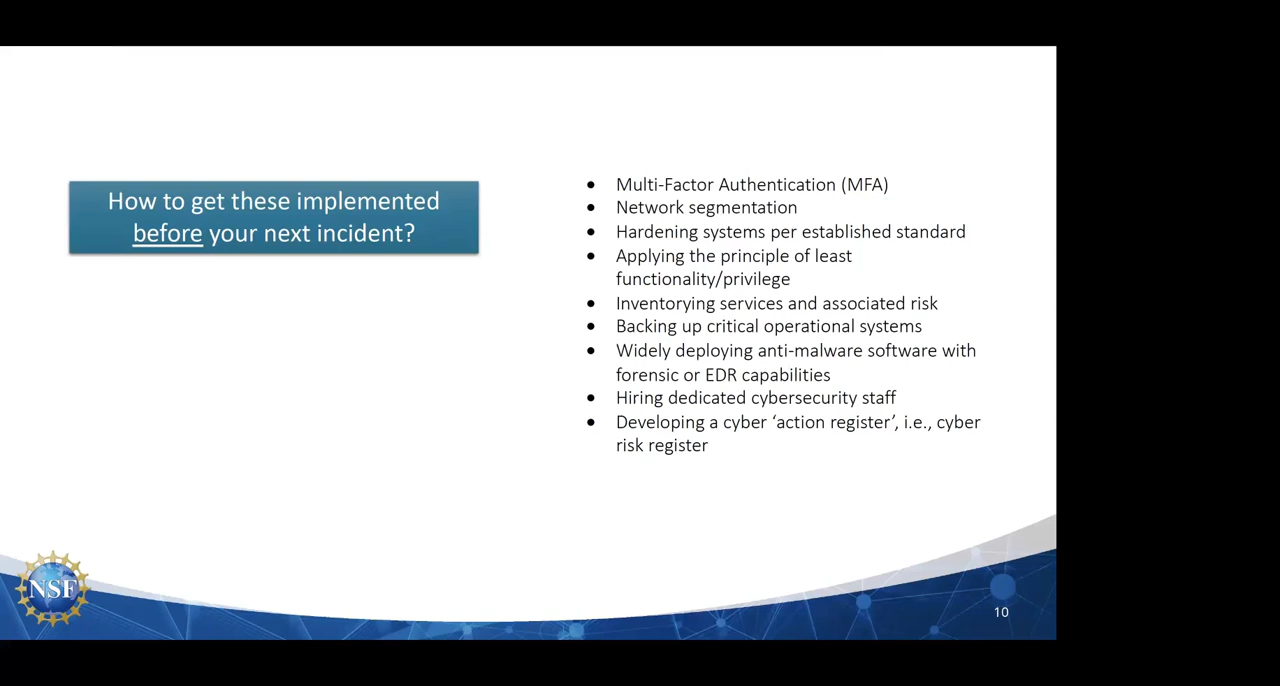 How to get these implemented
before your next incident?
• Multi-Factor Authentication (MFA)
• Network segmentation
• Hardening systems per established standard
• Applying the principle of least
functionality/privilege
• Inventorying services and associated risk
• Backing up critical operational systems
• Widely deploying anti-malware software with
forensic or EDR capabilities
• Hiring dedicated cybersecurity staff
• Developing a cyber ‘action register’, i.e., cyber
risk register
NSF
10